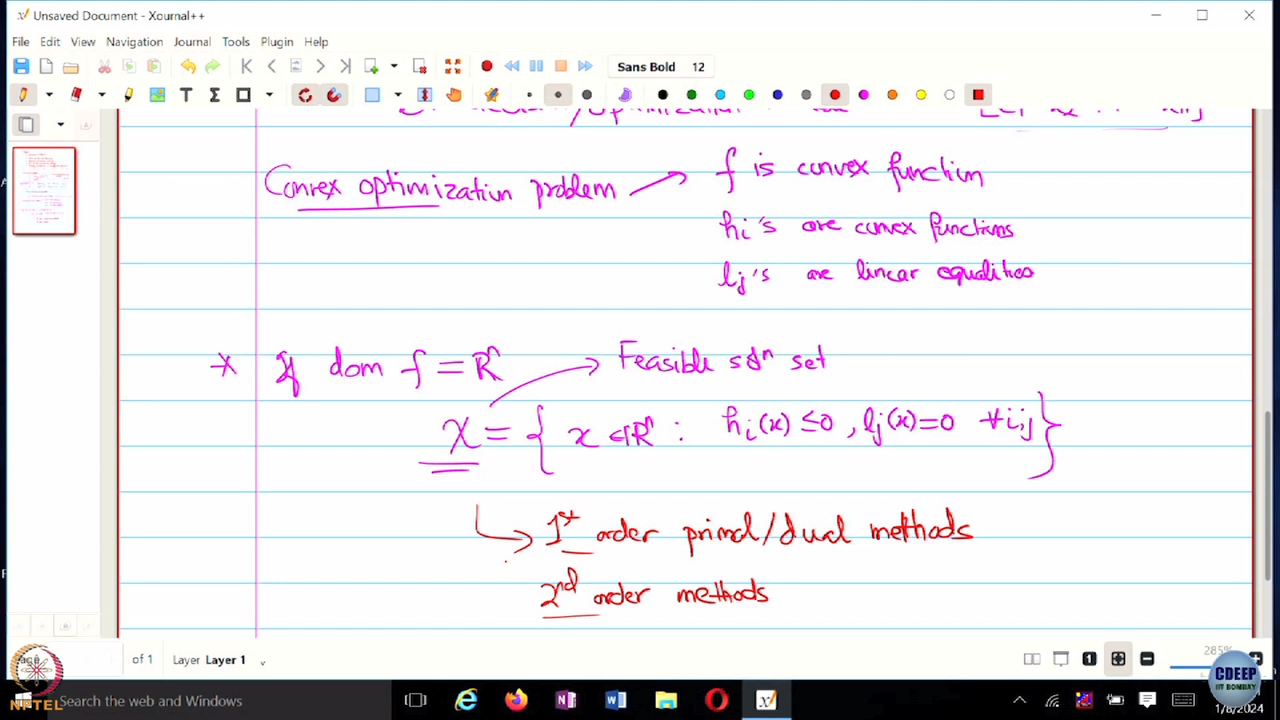 Unsaved Document - Xournal++
File Edit View Navigation Journal Tools Plugin Help
Sans Bold 12
Convex optimization problem → f is convex function
hi's are convex functions
lj's are linear equalities
* If dom f = Rⁿ → Feasible solⁿ set
X = { x ∈ Rⁿ : hi(x) ≤ 0, lj(x) = 0 ∀ i,j }
→ 1st order primal/dual methods
2nd order methods
of 1 Layer Layer 1 285%
NPTEL
Search the web and Windows
CDEEP
IIT BOMBAY
1/8/2024